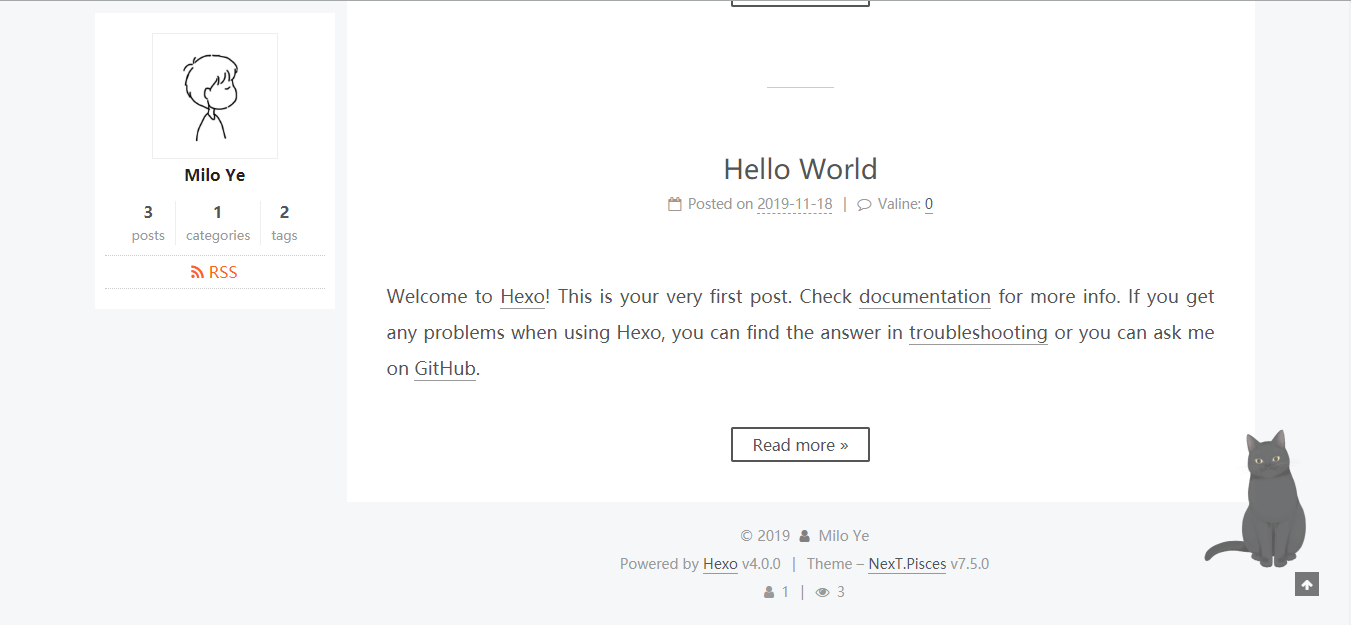 Milo Ye
3 1 2
posts categories tags
RSS
Hello World
Posted on 2019-11-18 | Valine: 0
Welcome to Hexo! This is your very first post. Check documentation for more info. If you get
any problems when using Hexo, you can find the answer in troubleshooting or you can ask me
on GitHub.
Read more »
© 2019 Milo Ye
Powered by Hexo v4.0.0 | Theme – NexT.Pisces v7.5.0
1 | 3